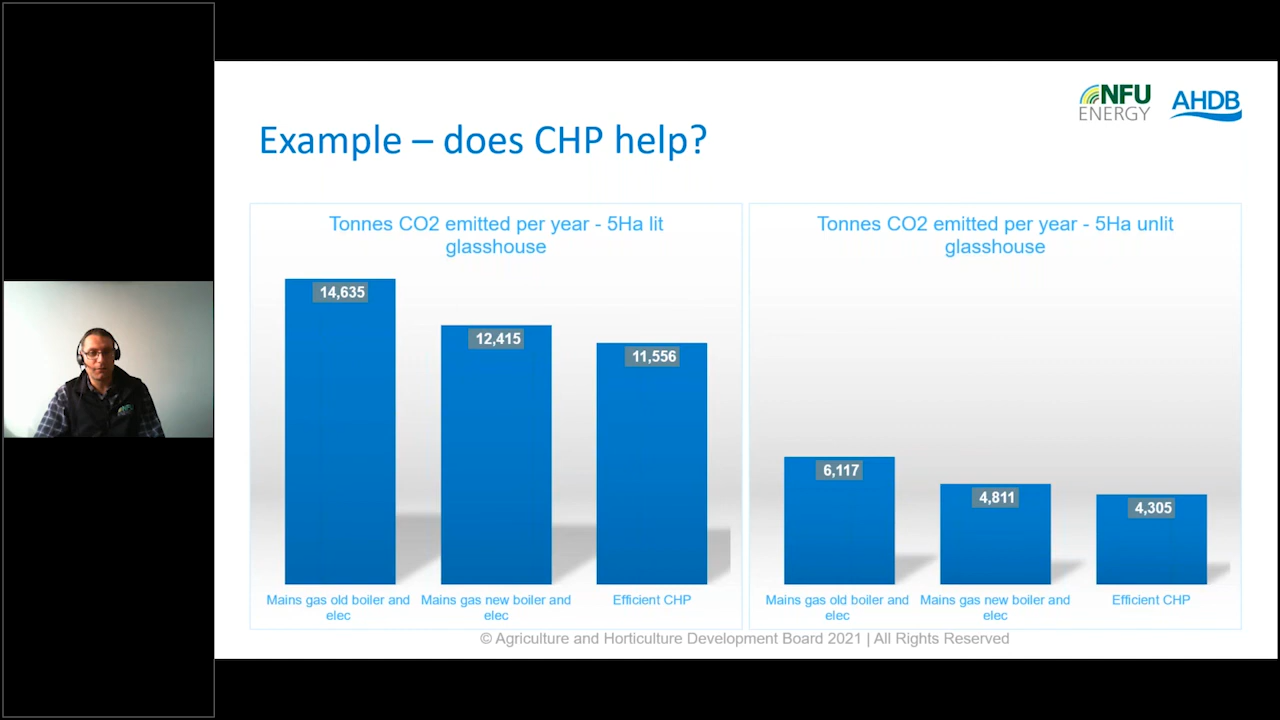 NFU
ENERGY
AHDB
Example – does CHP help?
Tonnes CO2 emitted per year - 5Ha lit
glasshouse
14,635
12,415
11,556
Mains gas old boiler and
elec
Mains gas new boiler and
elec
Efficient CHP
Tonnes CO2 emitted per year - 5Ha unlit
glasshouse
6,117
4,811
4,305
Mains gas old boiler and
elec
Mains gas new boiler and
elec
Efficient CHP
© Agriculture and Horticulture Development Board 2021 | All Rights Reserved